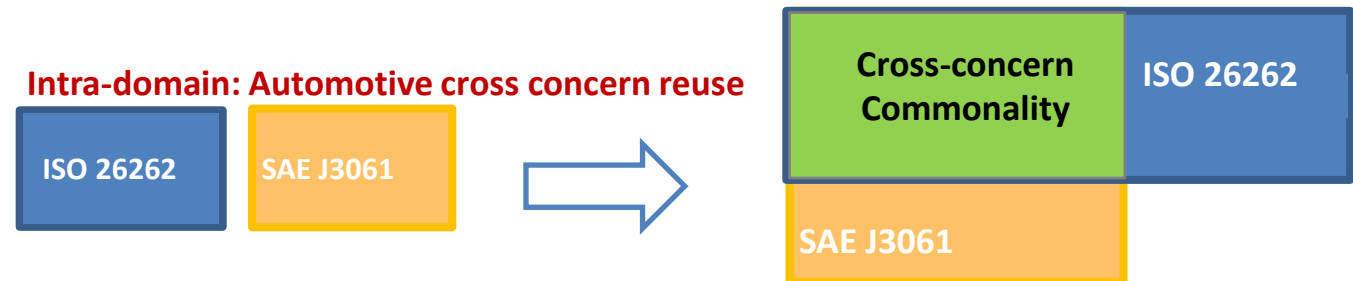 Intra-domain: Automotive cross concern reuse
ISO 26262
SAE J3061
Cross-concern
Commonality
ISO 26262
SAE J3061